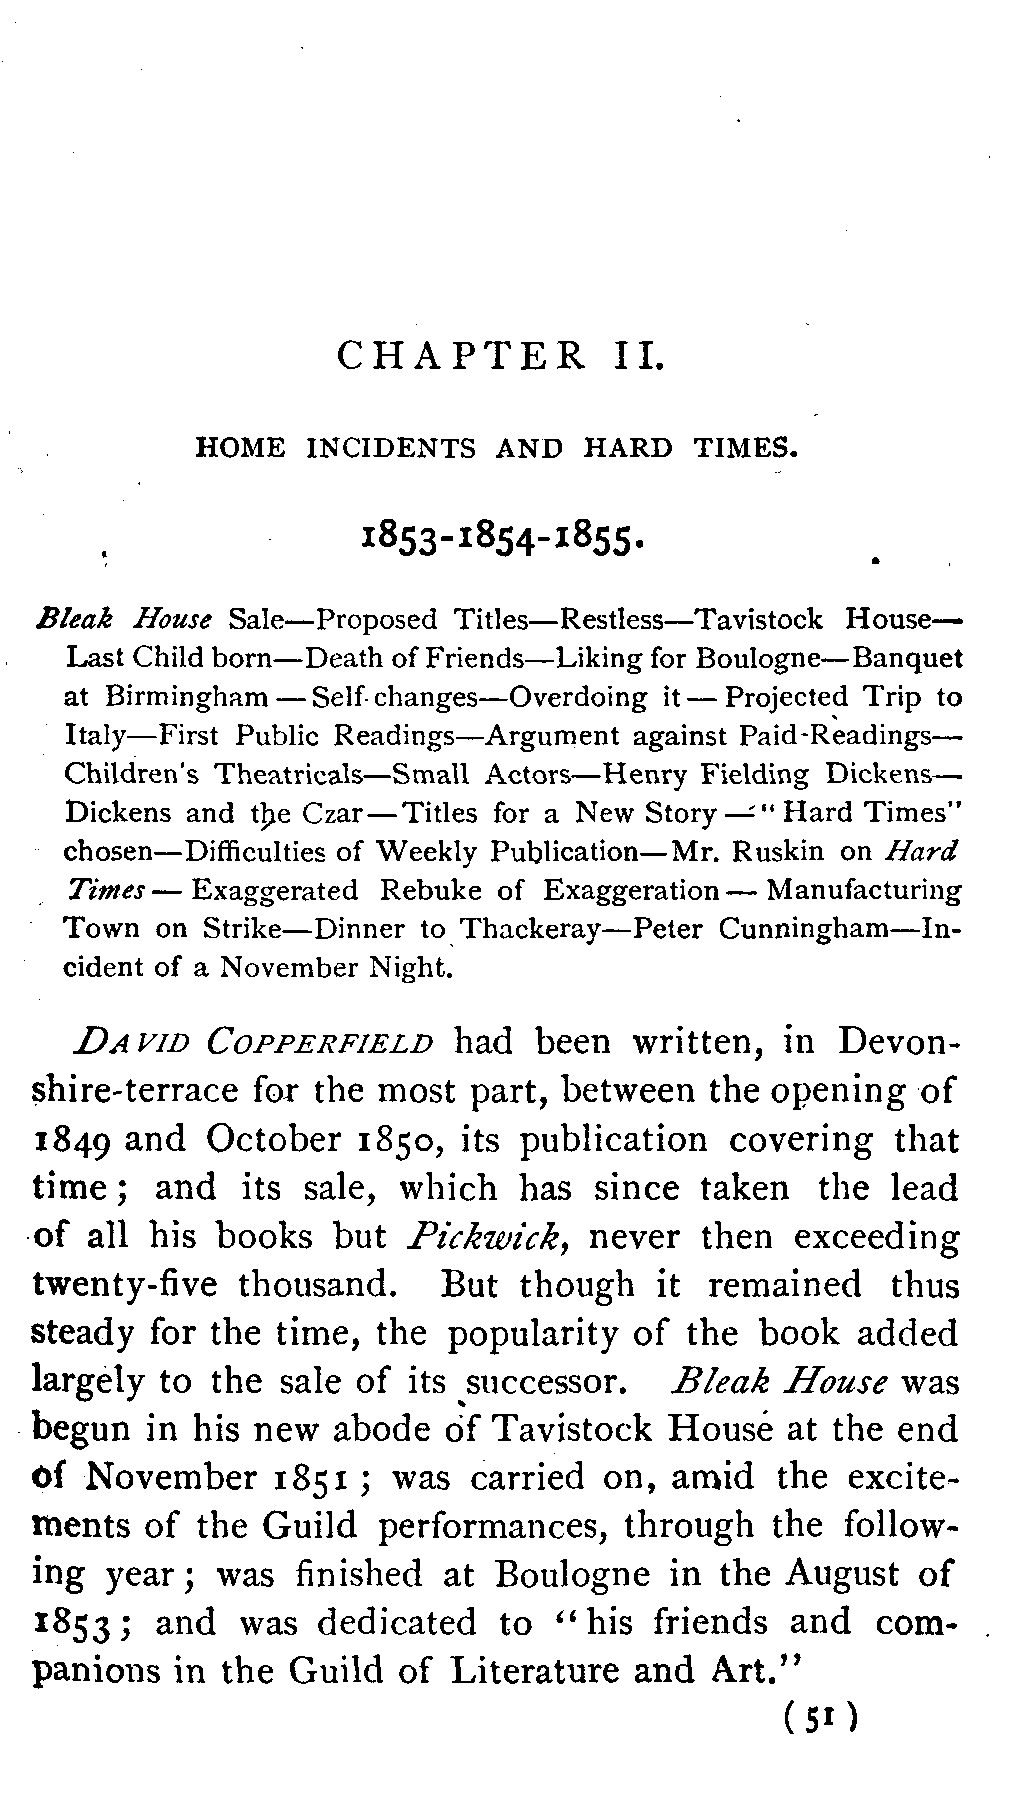 CHAPTER II.
HOME INCIDENTS AND HARD TIMES.
1853-1854-1855.
Bleak House Sale—Proposed Titles—Restless—Tavistock House—
Last Child born—Death of Friends—Liking for Boulogne—Banquet
at Birmingham — Self-changes—Overdoing it — Projected Trip to
Italy—First Public Readings—Argument against Paid-Readings—
Children's Theatricals—Small Actors—Henry Fielding Dickens—
Dickens and the Czar—Titles for a New Story—"Hard Times"
chosen—Difficulties of Weekly Publication—Mr. Ruskin on Hard
Times — Exaggerated Rebuke of Exaggeration — Manufacturing
Town on Strike—Dinner to Thackeray—Peter Cunningham—In-
cident of a November Night.
DAVID COPPERFIELD had been written, in Devon-
shire-terrace for the most part, between the opening of
1849 and October 1850, its publication covering that
time; and its sale, which has since taken the lead
of all his books but Pickwick, never then exceeding
twenty-five thousand. But though it remained thus
steady for the time, the popularity of the book added
largely to the sale of its successor. Bleak House was
begun in his new abode of Tavistock House at the end
of November 1851; was carried on, amid the excite-
ments of the Guild performances, through the follow-
ing year; was finished at Boulogne in the August of
1853; and was dedicated to "his friends and com-
panions in the Guild of Literature and Art."
(51)